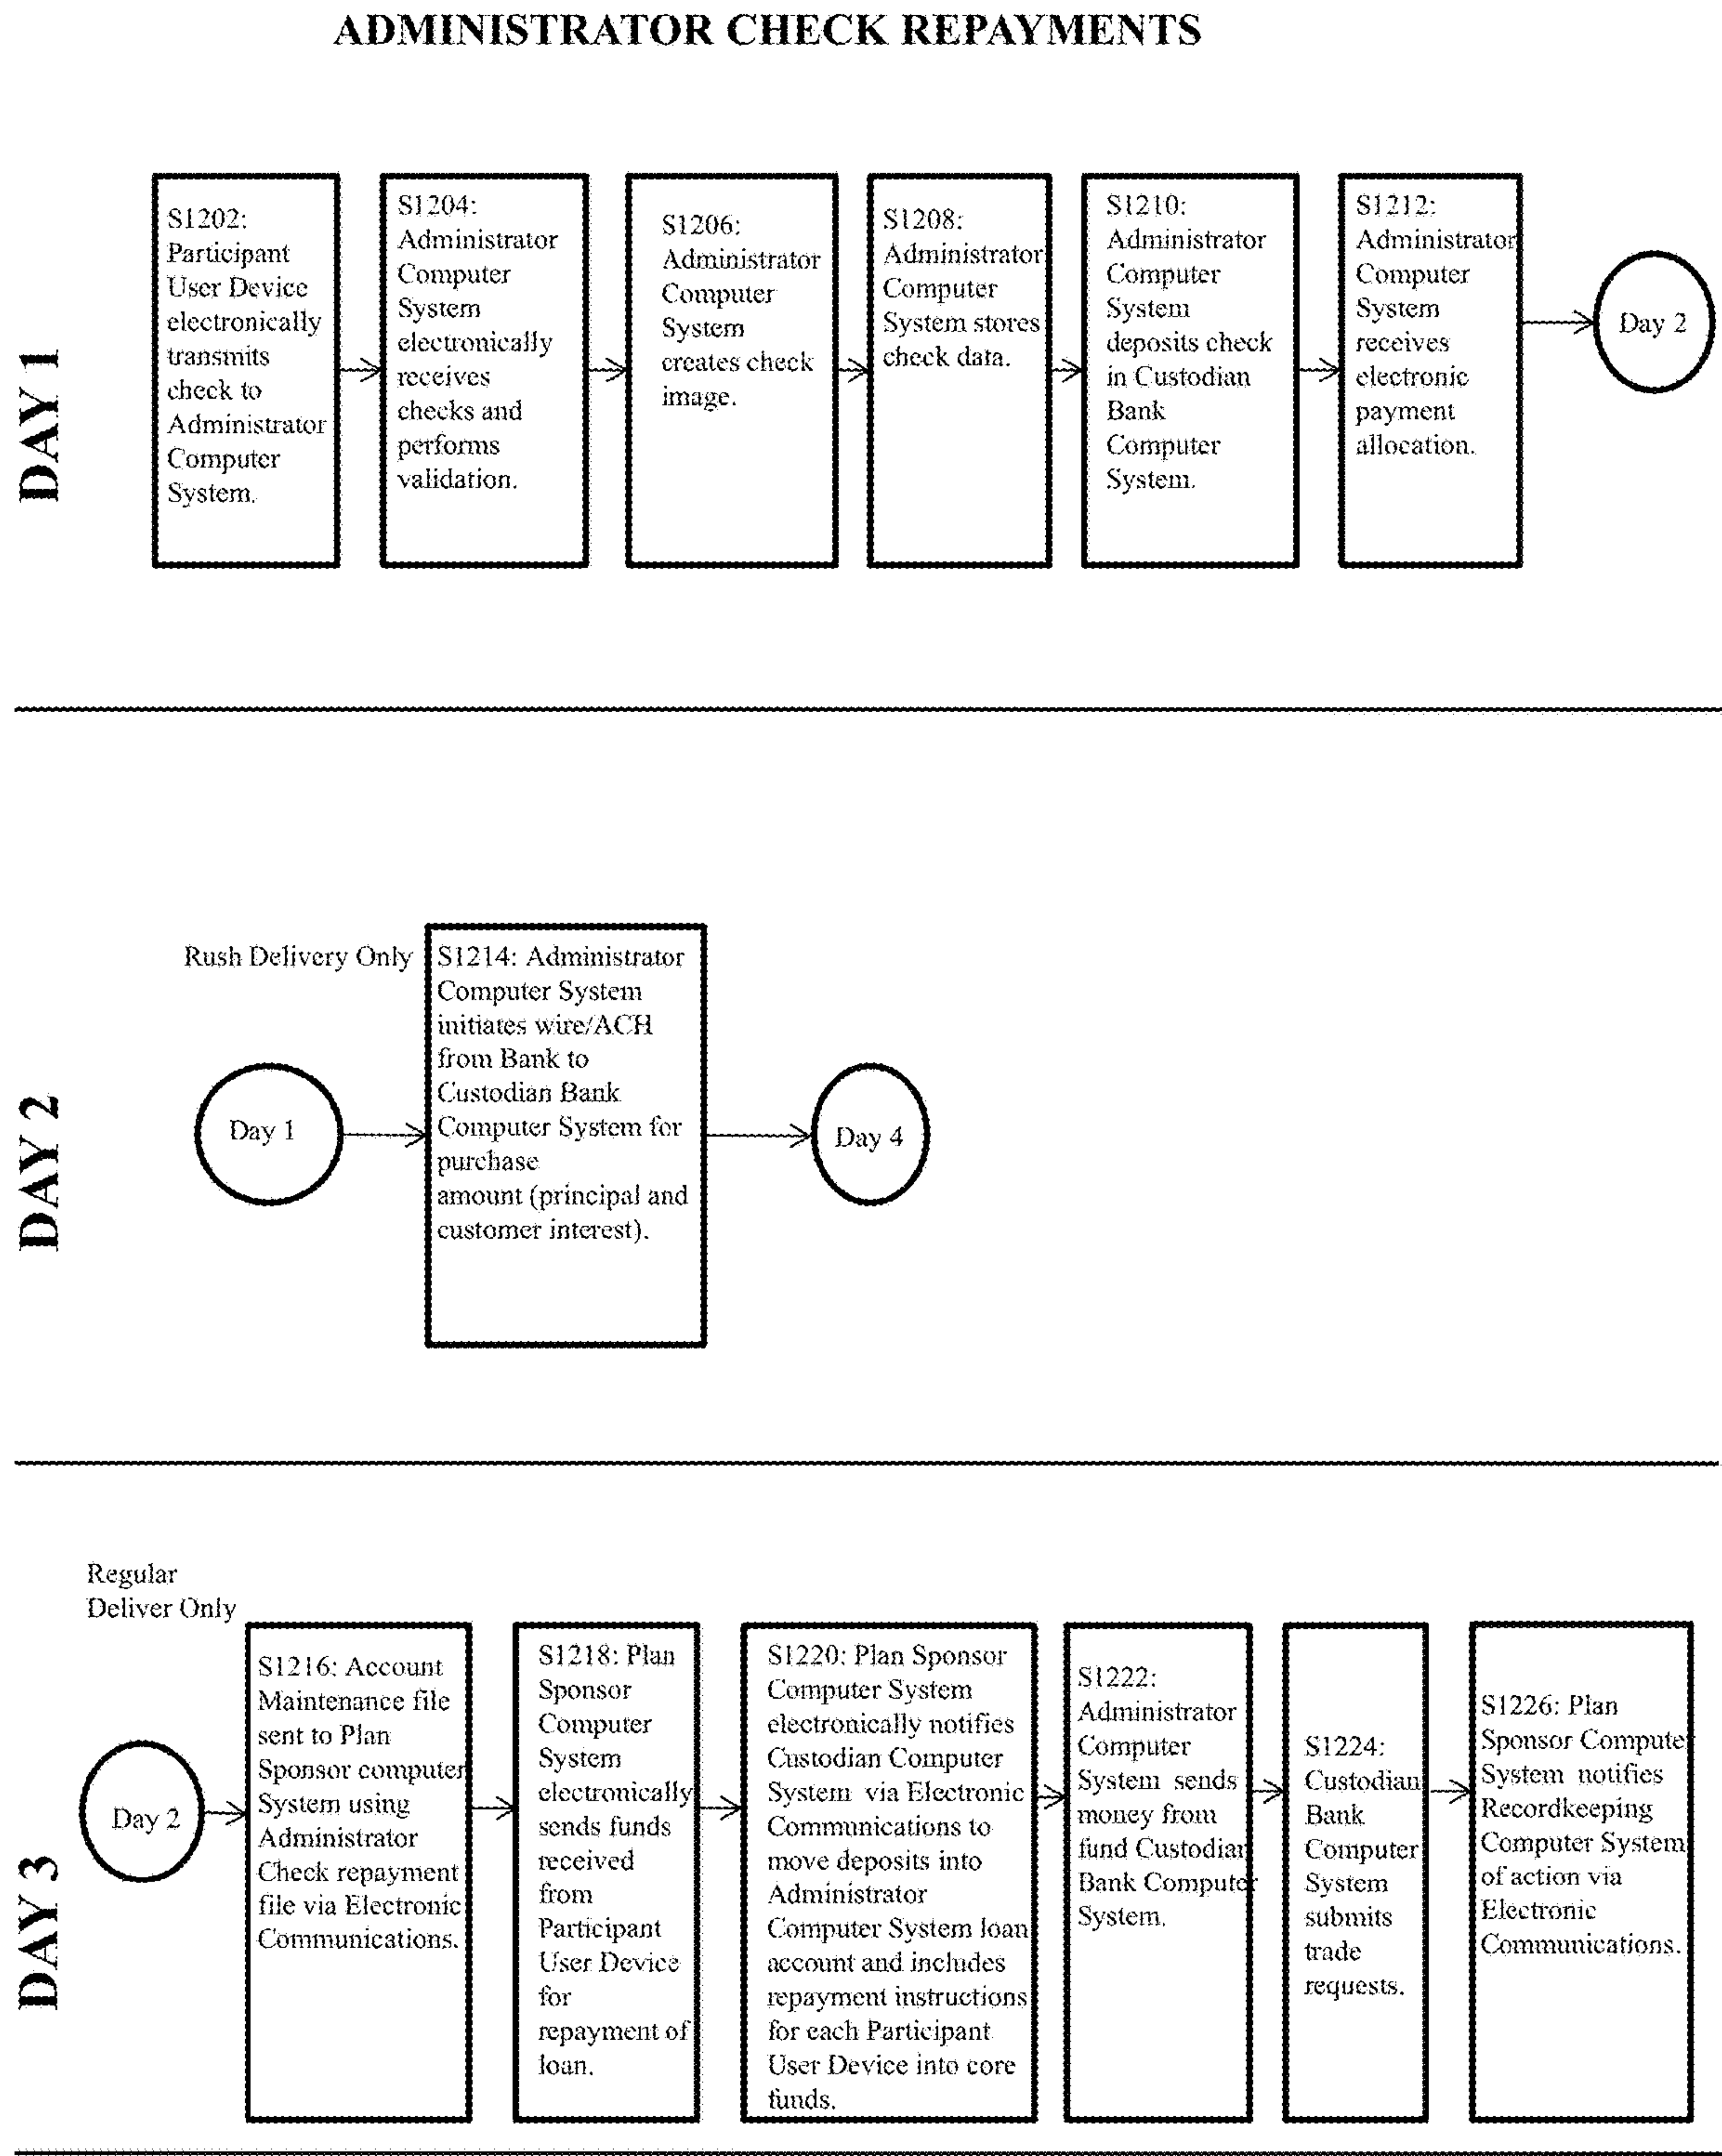 ADMINISTRATOR CHECK REPAYMENTS
DAY 1
S1202:
Participant
User Device
electronically
transmits
check to
Administrator
Computer
System.
S1204:
Administrator
Computer
System
electronically
receives
checks and
performs
validation.
S1206:
Administrator
Computer
System
creates check
image.
S1208:
Administrator
Computer
System stores
check data.
S1210:
Administrator
Computer
System
deposits check
in Custodian
Bank
Computer
System.
S1212:
Administrator
Computer
System
receives
electronic
payment
allocation.
Day 2
DAY 2
Rush Delivery Only
Day 1
S1214: Administrator
Computer System
initiates wire/ACH
from Bank to
Custodian Bank
Computer System for
purchase
amount (principal and
customer interest).
Day 4
DAY 3
Regular
Deliver Only
Day 2
S1216: Account
Maintenance file
sent to Plan
Sponsor computer
System using
Administrator
Check repayment
file via Electronic
Communications.
S1218: Plan
Sponsor
Computer
System
electronically
sends funds
received
from
Participant
User Device
for
repayment of
loan.
S1220: Plan Sponsor
Computer System
electronically notifies
Custodian Computer
System via Electronic
Communications to
move deposits into
Administrator
Computer System loan
account and includes
repayment instructions
for each Participant
User Device into core
funds.
S1222:
Administrator
Computer
System sends
money from
fund Custodian
Bank Computer
System.
S1224:
Custodian
Bank
Computer
System
submits
trade
requests.
S1226: Plan
Sponsor Computer
System notifies
Recordkeeping
Computer System
of action via
Electronic
Communications.